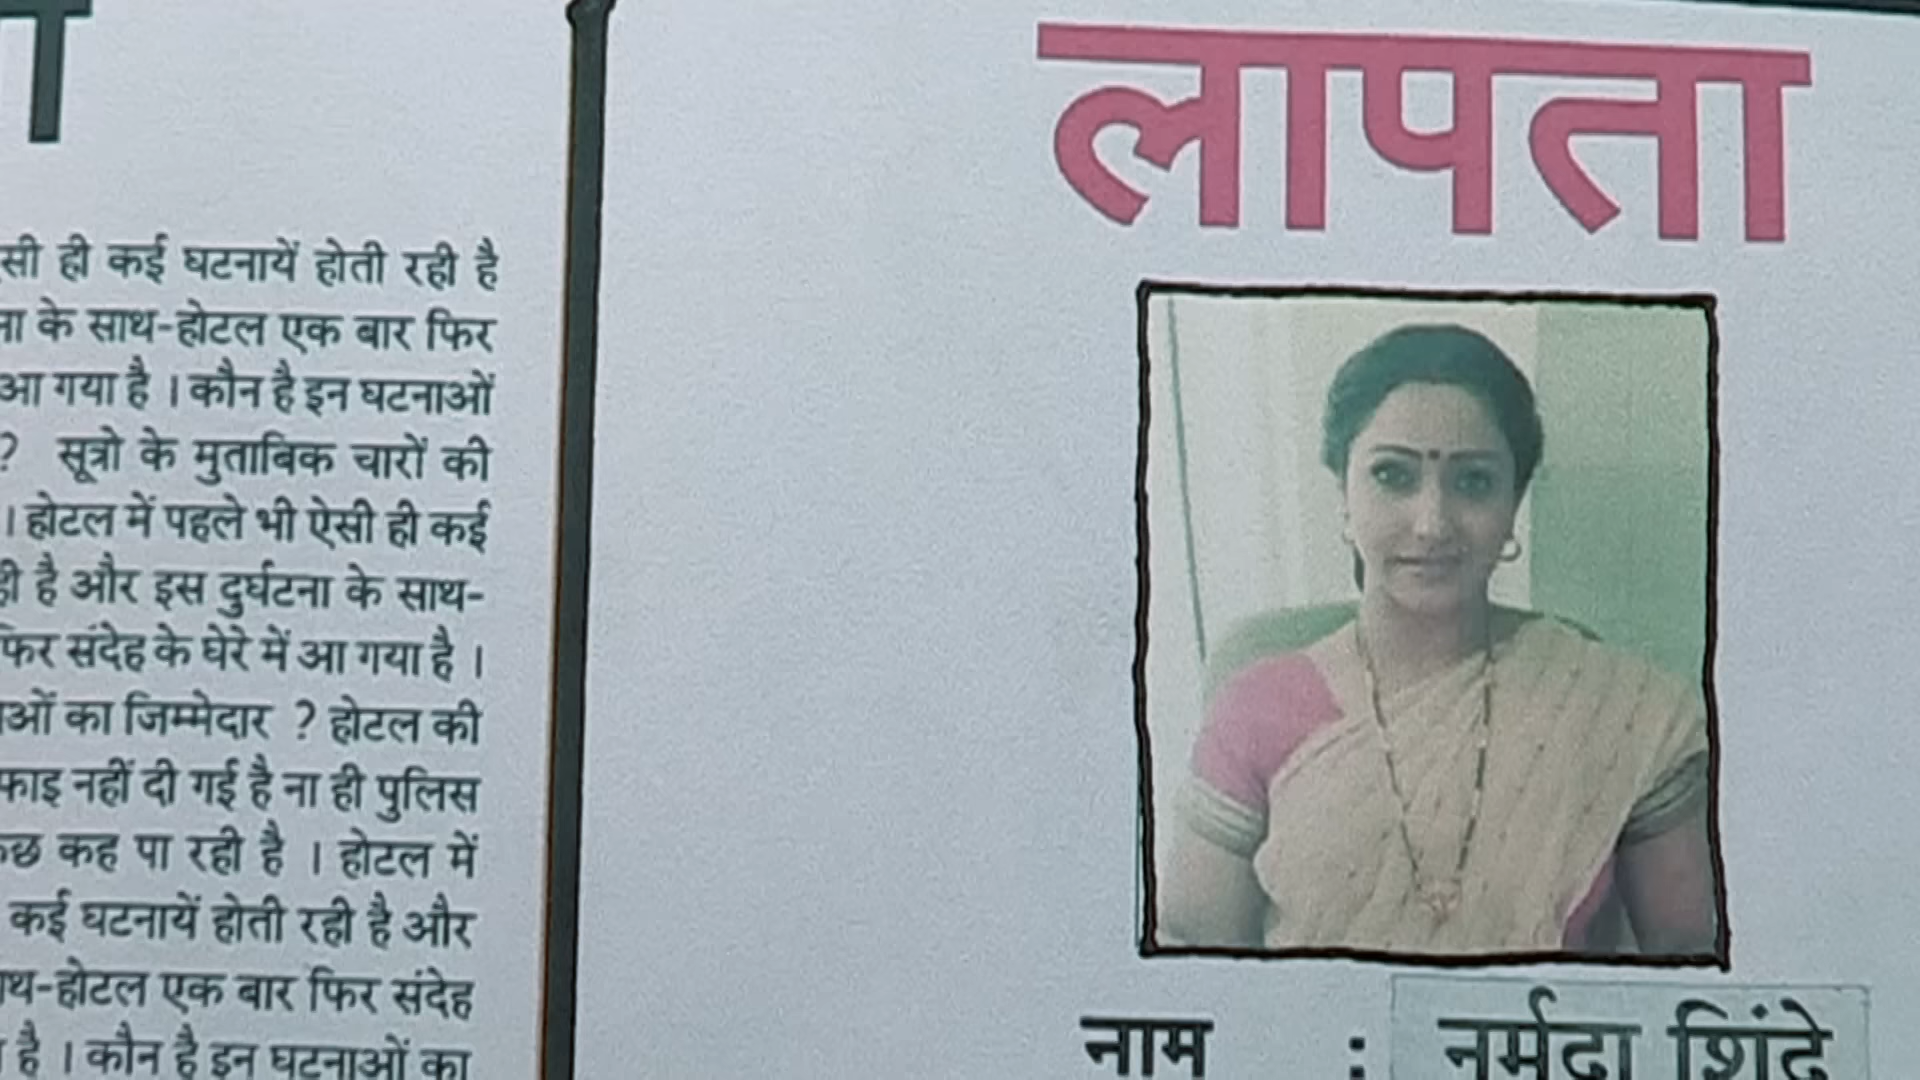 सी ही कई घटनायें होती रही है
के साथ-होटल एक बार फिर
आ गया है । कौन है इन घटनाओं
? सूत्रो के मुताबिक चारों की
। होटल में पहले भी ऐसी ही कई
है और इस दुर्घटना के साथ-
फिर संदेह के घेरे में आ गया है ।
का जिम्मेदार ? होटल की
नहीं दी गई है ना ही पुलिस
कह पा रही है । होटल में
कई घटनायें होती रही है और
होटल एक बार फिर संदेह
है । कौन है इन घटनाओं का
लापता
नाम : नर्मदा शिंदे